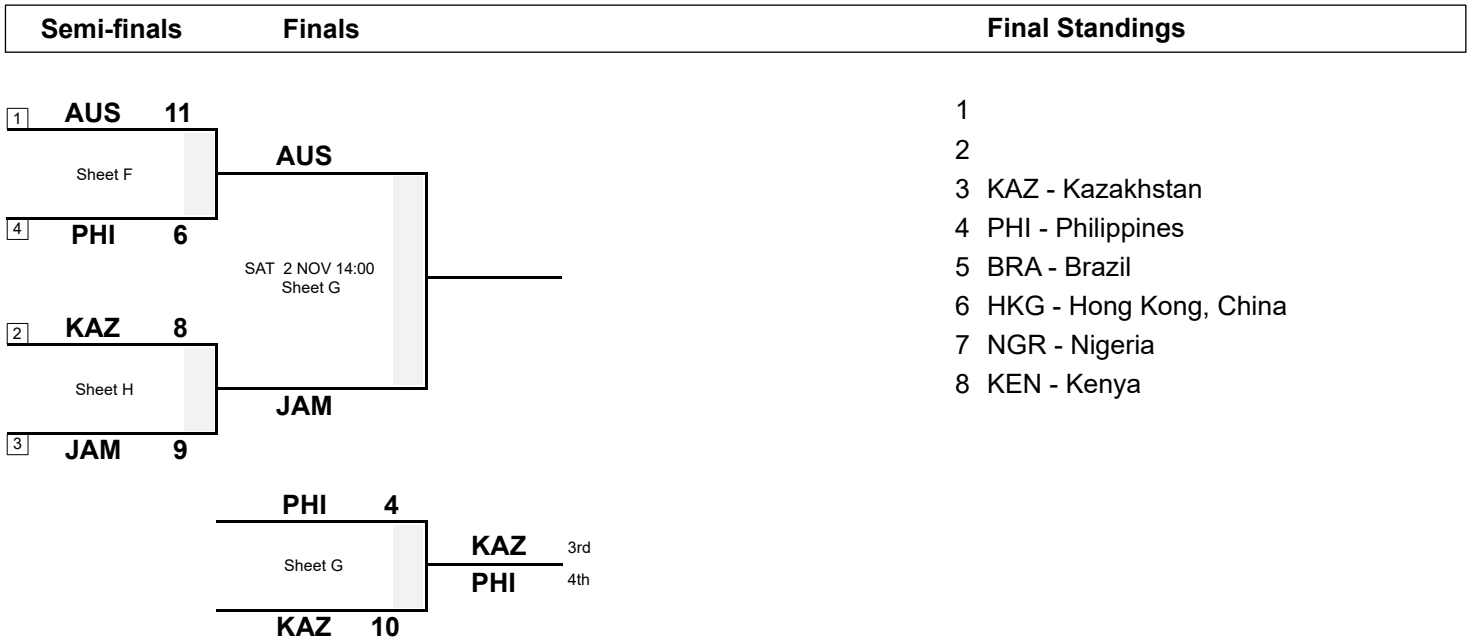 Semi-finals Finals Final Standings
1 AUS 11
Sheet F
4 PHI 6
2 KAZ 8
Sheet H
3 JAM 9
AUS
SAT 2 NOV 14:00
Sheet G
JAM
PHI 4
Sheet G
KAZ 10
KAZ 3rd
PHI 4th
1
2
3 KAZ - Kazakhstan
4 PHI - Philippines
5 BRA - Brazil
6 HKG - Hong Kong, China
7 NGR - Nigeria
8 KEN - Kenya